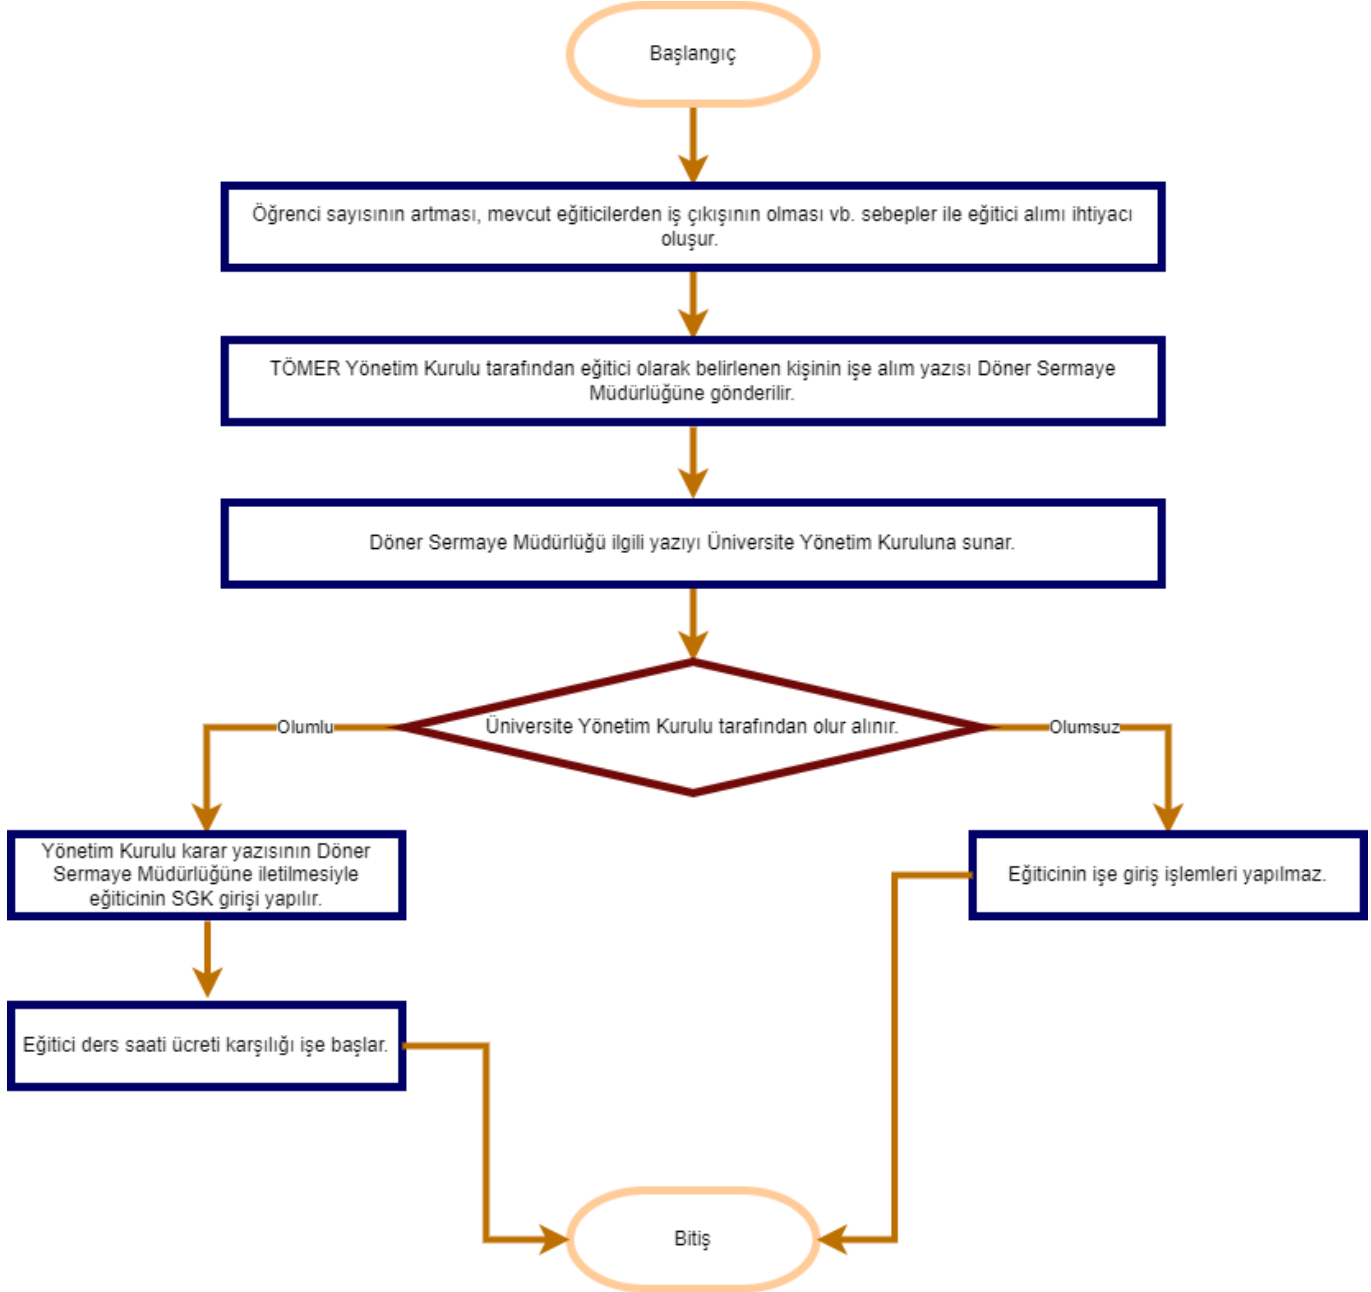 Başlangıç
Öğrenci sayısının artması, mevcut eğiticilerden iş çıkışının olması vb. sebepler ile eğitici alımı ihtiyacı
oluşur.
TÖMER Yönetim Kurulu tarafından eğitici olarak belirlenen kişinin işe alım yazısı Döner Sermaye
Müdürlüğüne gönderilir.
Döner Sermaye Müdürlüğü ilgili yazıyı Üniversite Yönetim Kuruluna sunar.
Üniversite Yönetim Kurulu tarafından olur alınır.
Olumlu
Olumsuz
Yönetim Kurulu karar yazısının Döner
Sermaye Müdürlüğüne iletilmesiyle
eğiticinin SGK girişi yapılır.
Eğiticinin işe giriş işlemleri yapılmaz.
Eğitici ders saati ücreti karşılığı işe başlar.
Bitiş